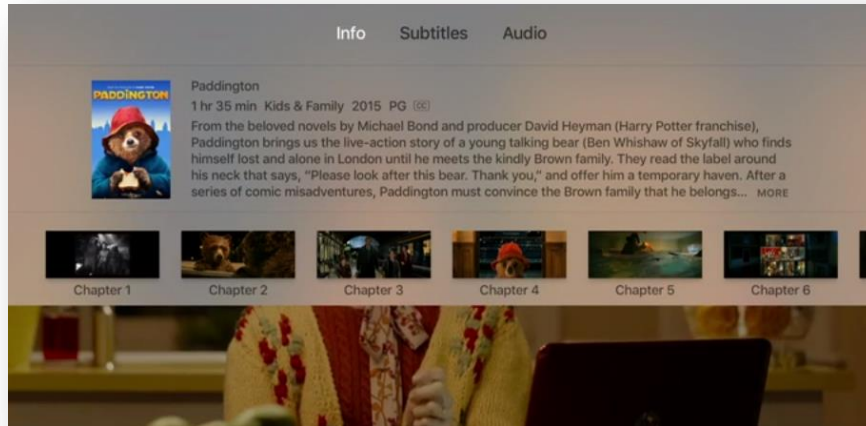 Info Subtitles Audio
PADDINGTON
Paddington
1 hr 35 min Kids & Family 2015 PG CC
From the beloved novels by Michael Bond and producer David Heyman (Harry Potter franchise),
Paddington brings us the live-action story of a young talking bear (Ben Whishaw of Skyfall) who finds
himself lost and alone in London until he meets the kindly Brown family. They read the label around
his neck that says, "Please look after this bear. Thank you," and offer him a temporary haven. After a
series of comic misadventures, Paddington must convince the Brown family that he belongs... MORE
Chapter 1 Chapter 2 Chapter 3 Chapter 4 Chapter 5 Chapter 6